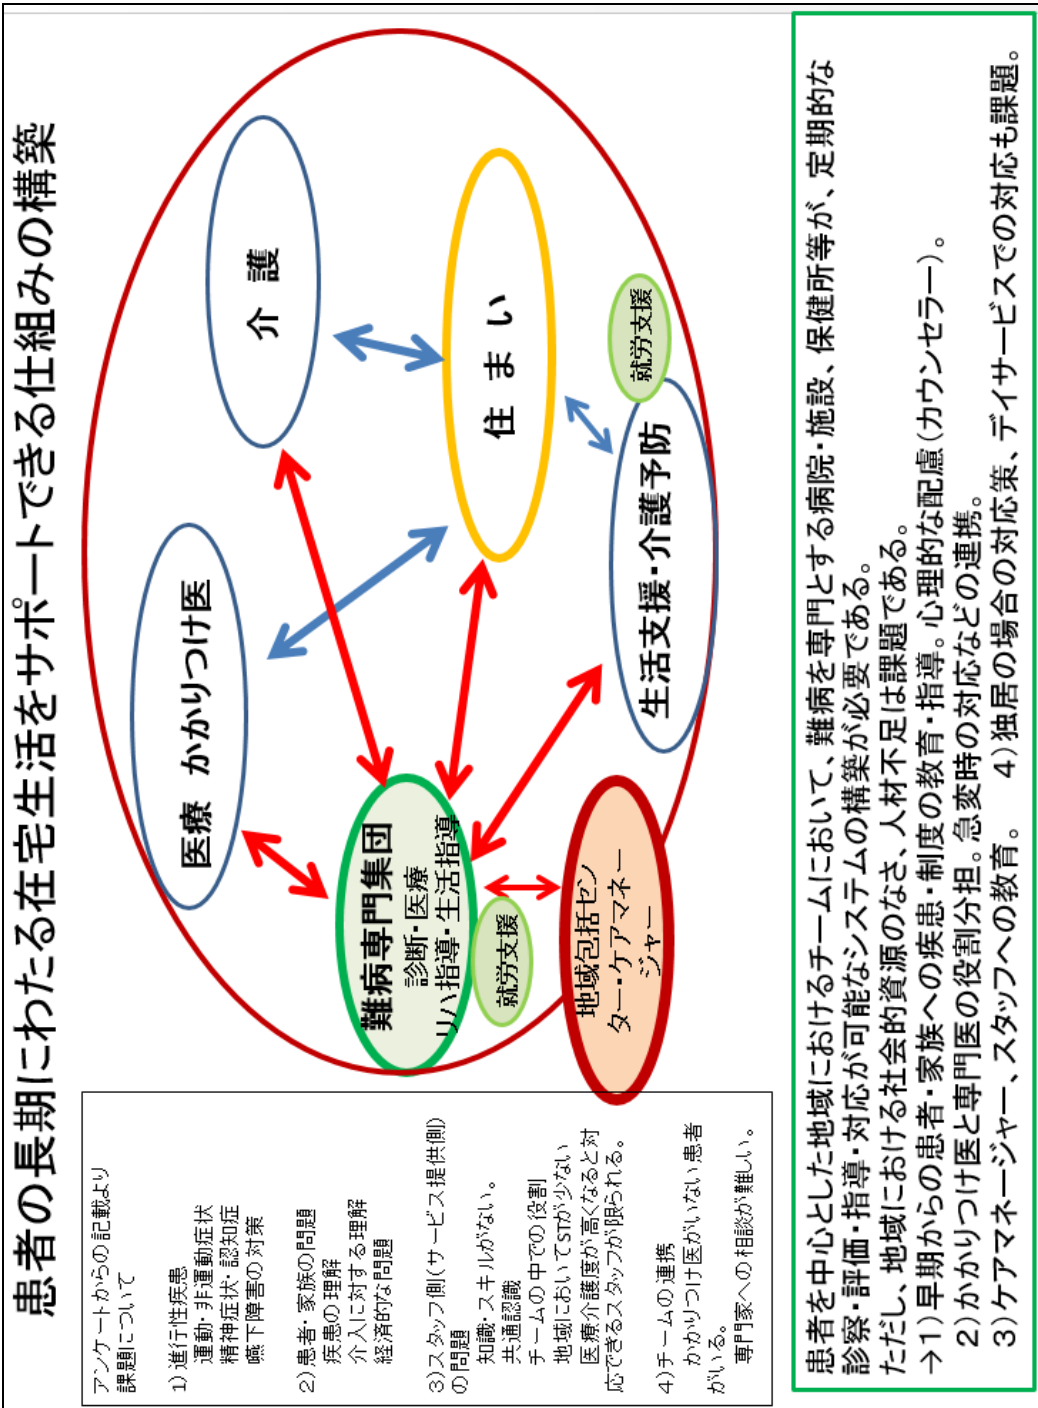 患者の長期にわたる在宅生活をサポートできる仕組みの構築
アンケートからの記載より
課題について
1)進行性疾患
運動・非運動症状
精神症状・認知症
嚥下障害の対策
2)患者・家族の問題
疾患の理解
介入に対する理解
経済的な問題
3)スタッフ側(サービス提供側)
の問題
知識・スキルがない。
共通認識
チームの中での役割
地域においてSTが少ない
医療介護度が高くなると対
応できるスタッフが限られる。
4)チームの連携
かかりつけ医がいない患者
がいる。
専門家への相談が難しい。
医療 かかりつけ医
介 護
難病専門集団
診断・医療
リハ指導・生活指導
就労支援
住 まい
地域包括セン
ター・ケアマネー
ジャー
生活支援・介護予防
就労支援
患者を中心とした地域におけるチームにおいて、難病を専門とする病院・施設、保健所等が、定期的な
診察・評価・指導・対応が可能なシステムの構築が必要である。
ただし、地域における社会的資源のなさ、人材不足は課題である。
→1)早期からの患者・家族への疾患・制度の教育・指導。心理的な配慮(カウンセラー)。
2)かかりつけ医と専門医の役割分担。急変時の対応などの連携。
3)ケアマネージャー、スタッフへの教育。 4)独居の場合の対応策、デイサービスでの対応も課題。